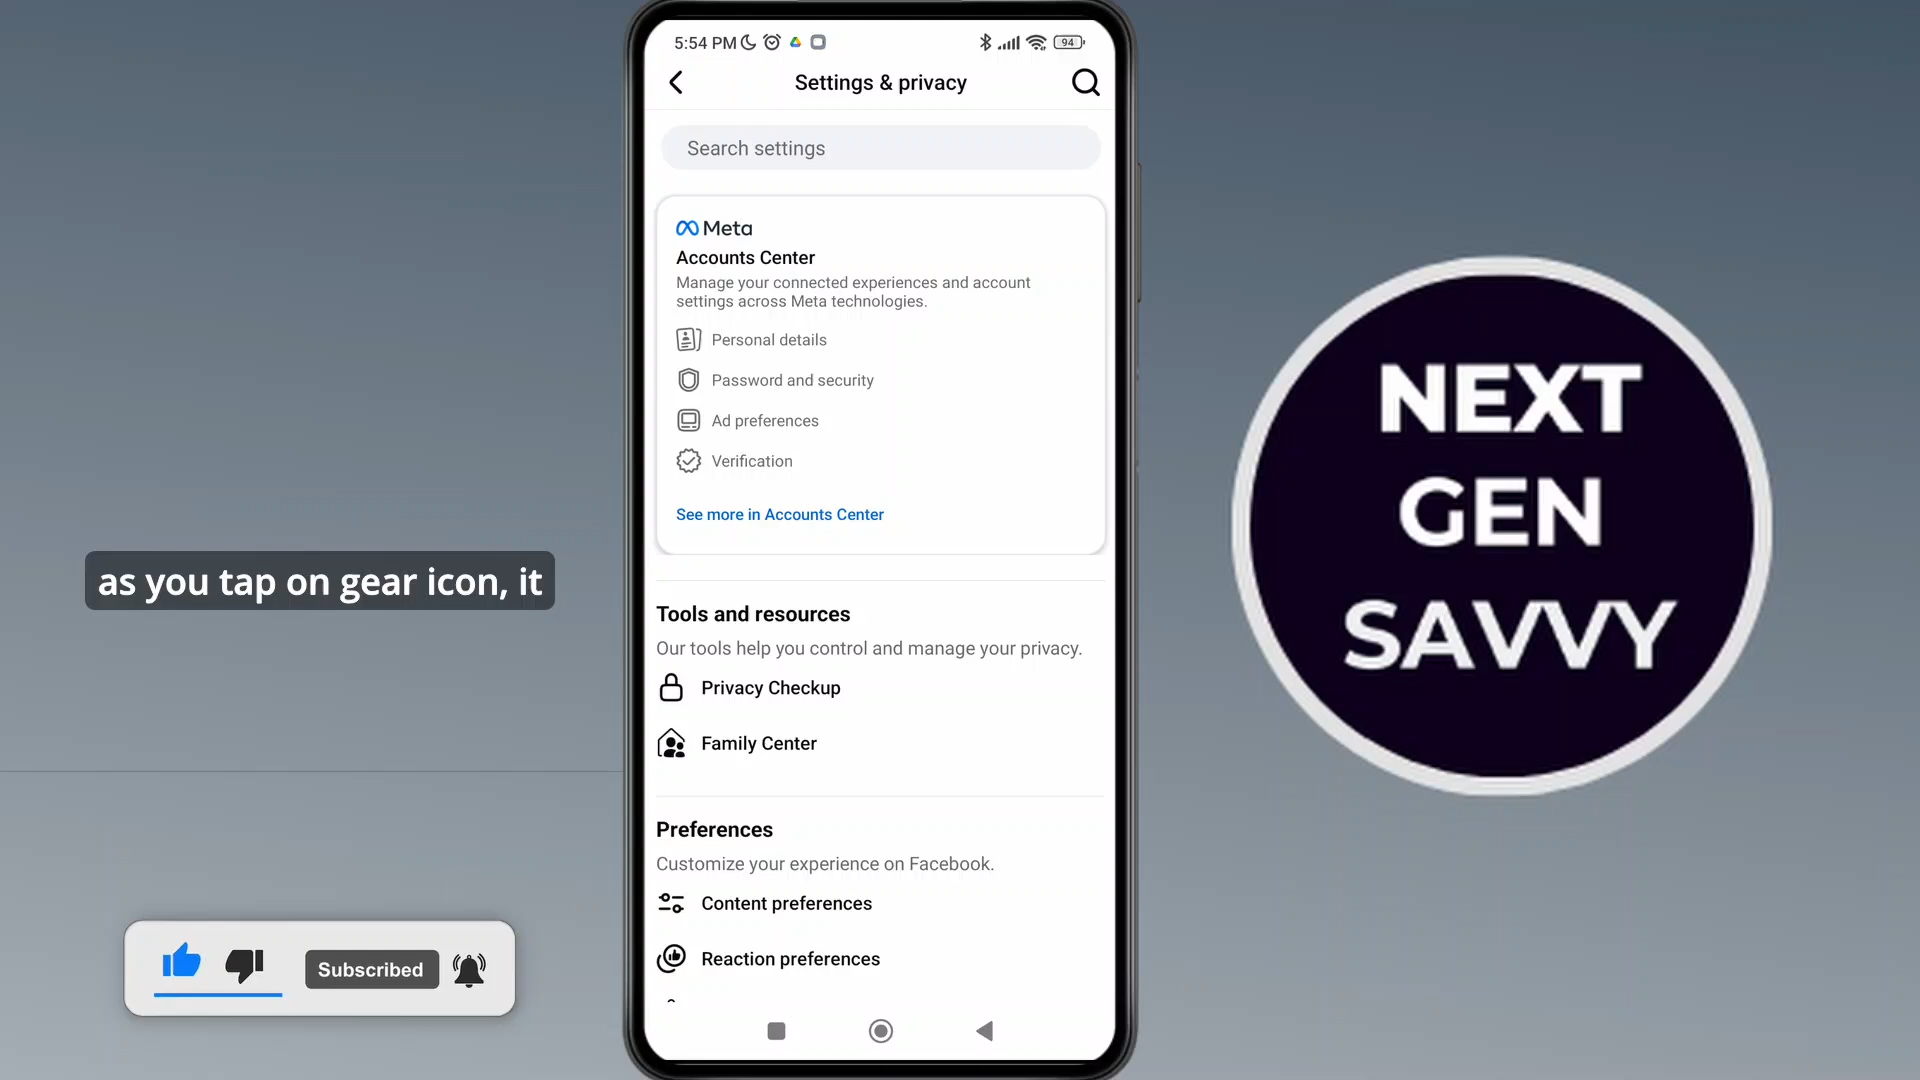 5:54 PM
94
Settings & privacy
Search settings
Meta
Accounts Center
Manage your connected experiences and account
settings across Meta technologies.
Personal details
Password and security
Ad preferences
Verification
See more in Accounts Center
Tools and resources
Our tools help you control and manage your privacy.
Privacy Checkup
Family Center
Preferences
Customize your experience on Facebook.
Content preferences
Reaction preferences
as you tap on gear icon, it
Subscribed
NEXT
GEN
SAVVY